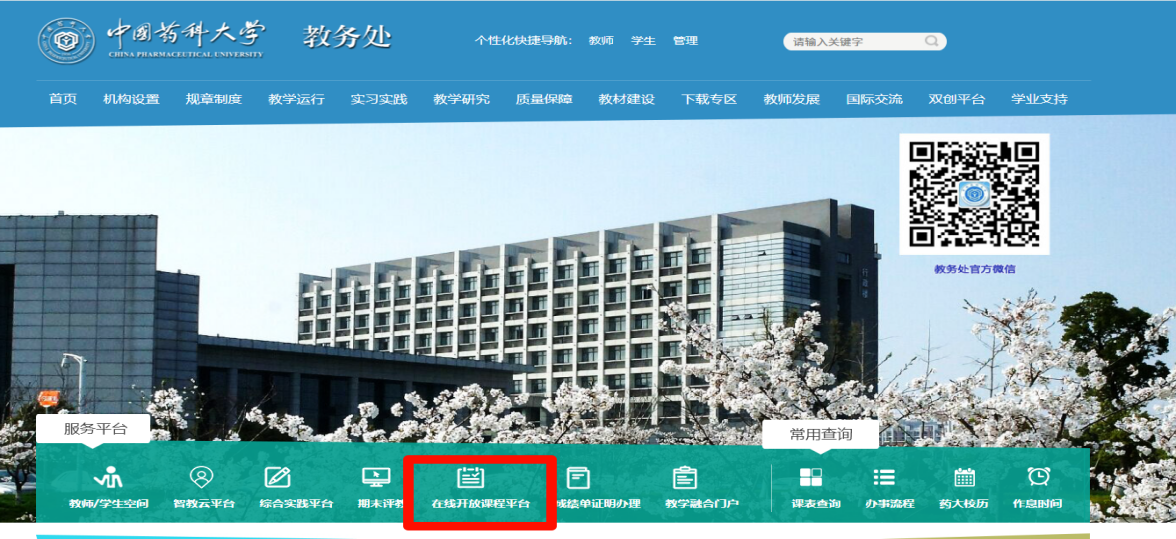 中国药科大学
CHINA PHARMACEUTICAL UNIVERSITY
教务处
个性化快捷导航: 教师 学生 管理
请输入关键字
首页 机构设置 规章制度 教学运行 实习实践 教学研究 质量保障 教材建设 下载专区 教师发展 国际交流 双创平台 学业支持
教务处官方微信
服务平台
常用查询
教师/学生空间 智教云平台 综合实践平台 期末评教 在线开放课程平台 成绩单证明办理 教学融合门户 课表查询 办事流程 药大校历 作息时间